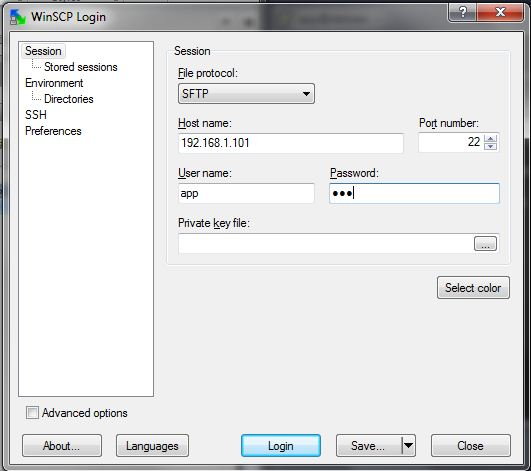 WinSCP Login
Session
Stored sessions
Environment
Directories
SSH
Preferences
Session
File protocol:
SFTP
Host name:
Port number:
192.168.1.101
22
User name:
Password:
app
●●●
Private key file:
...
Select color
Advanced options
About...
Languages
Login
Save...
Close